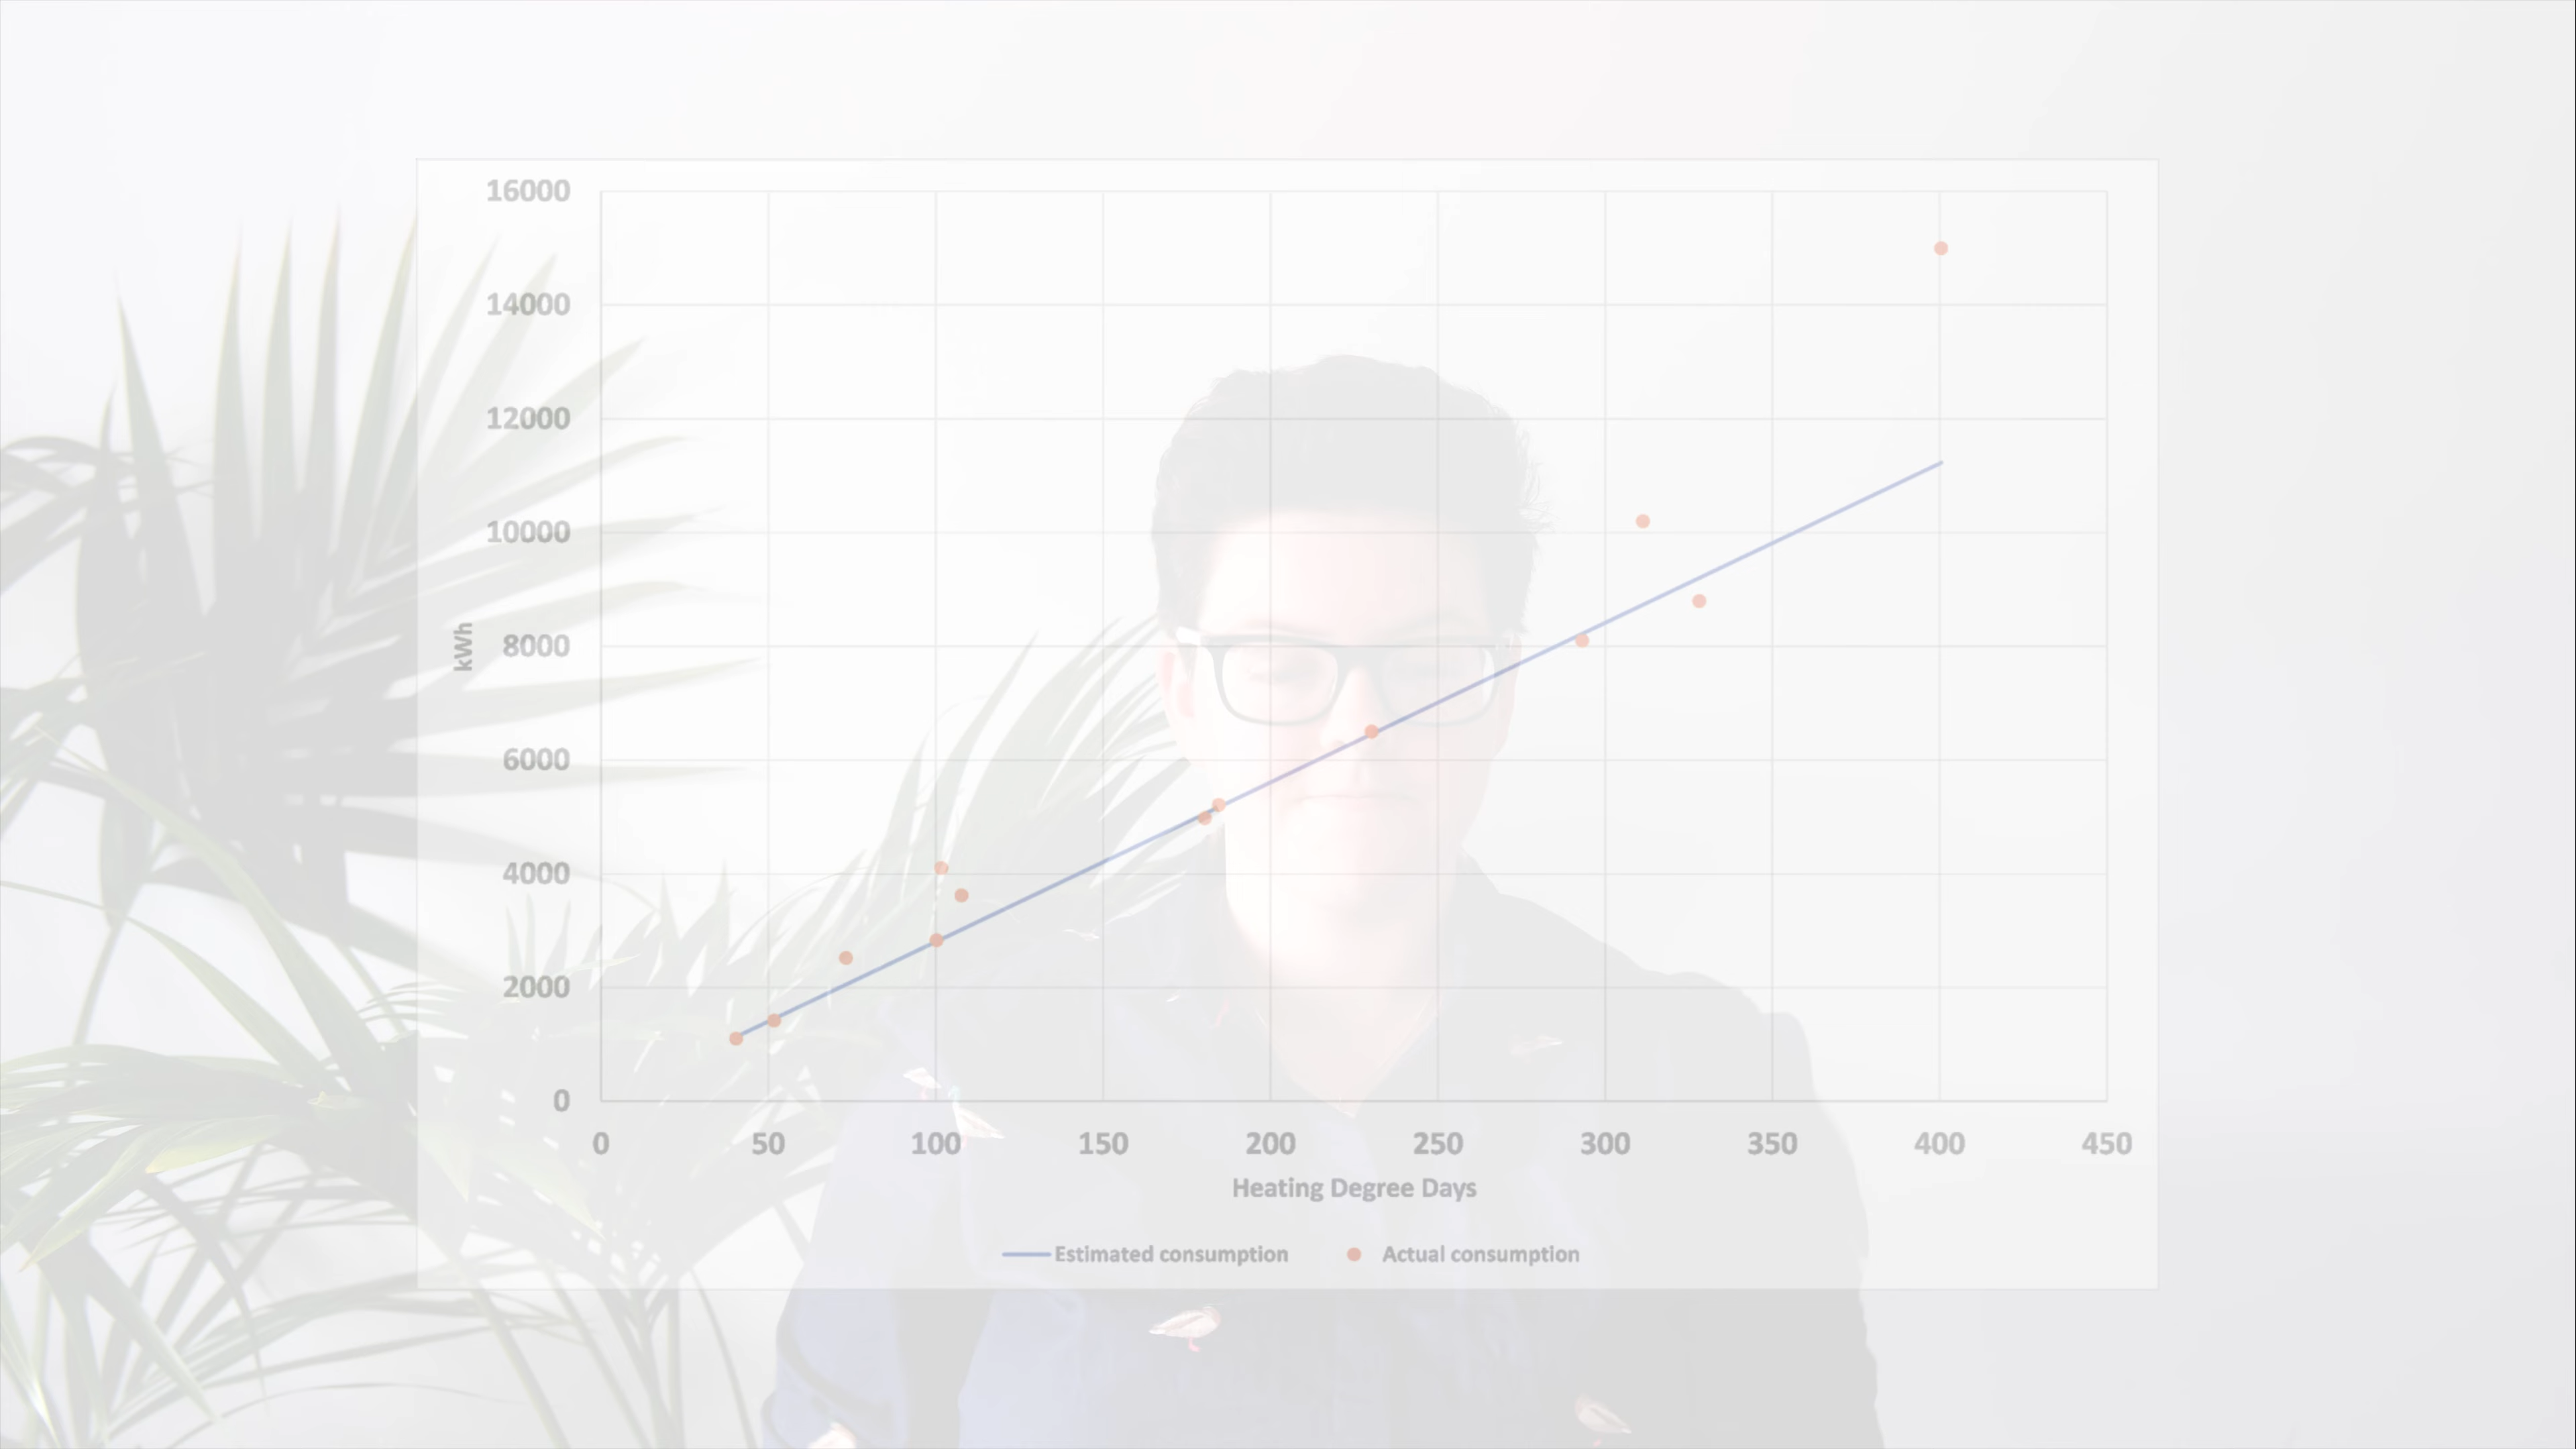 16000
14000
12000
10000
kWh
8000
6000
4000
2000
0
0 50 100 150 200 250 300 350 400 450
Heating Degree Days
Estimated consumption Actual consumption